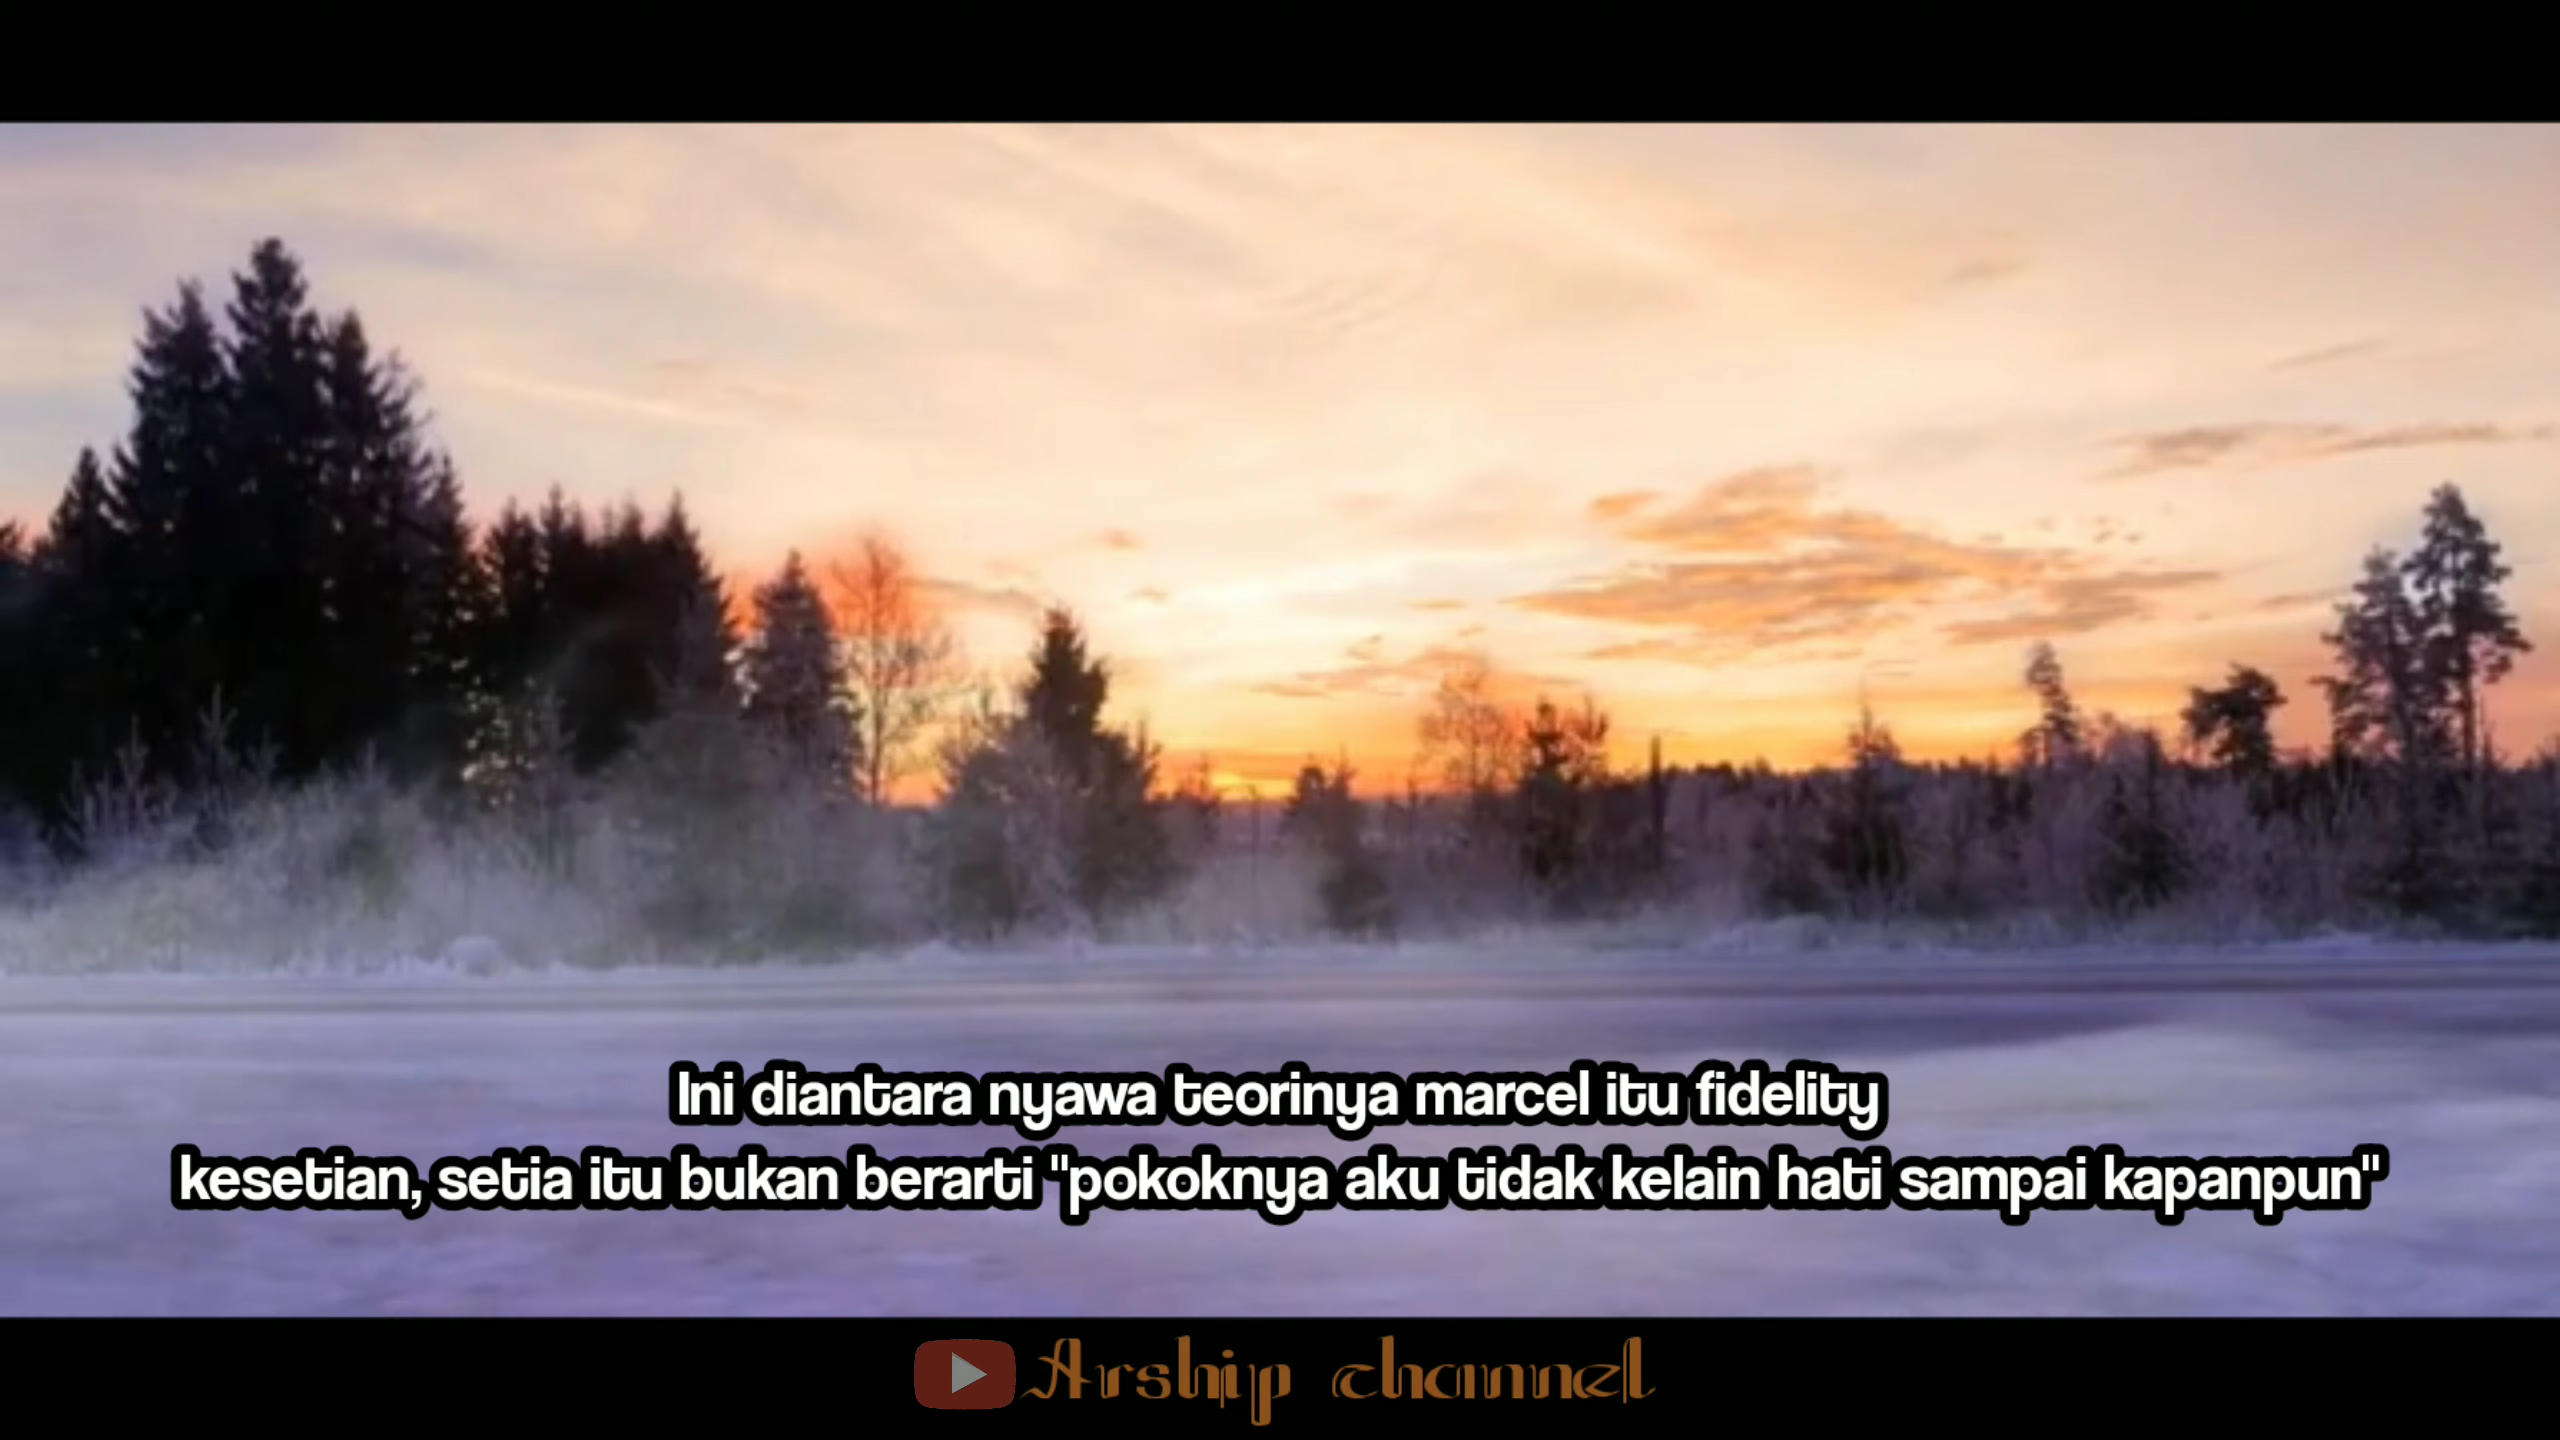 Ini diantara nyawa teorinya marcel itu fidelity
kesetian, setia itu bukan berarti "pokoknya aku tidak kelain hati sampai kapanpun"
Arship channel